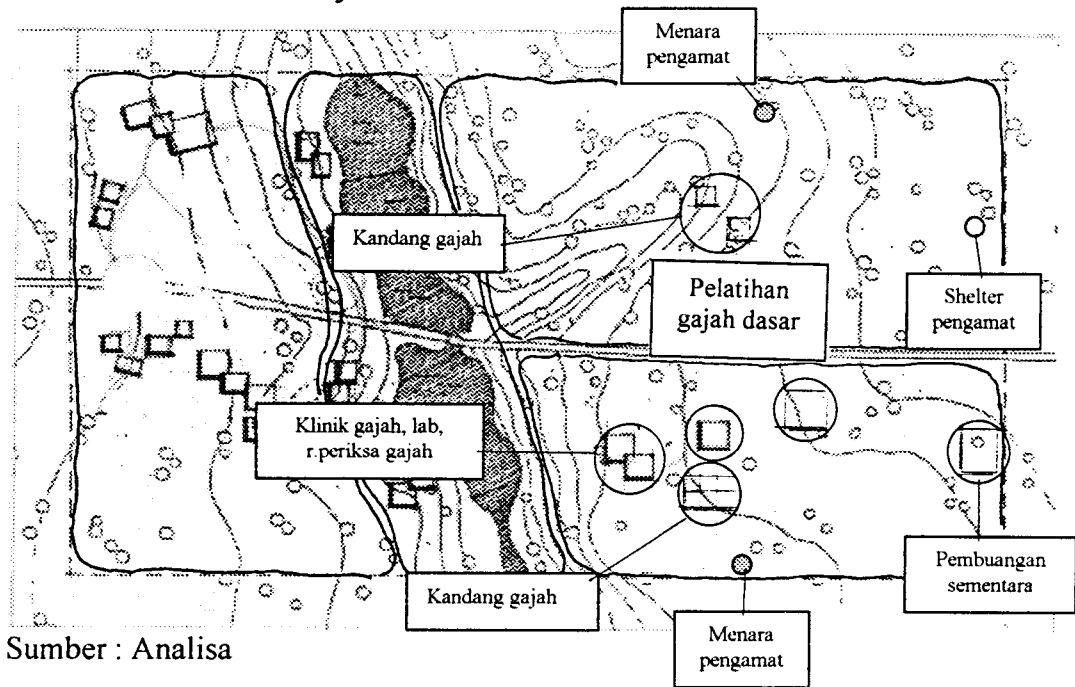 Menara
pengamat
Kandang gajah
Pelatihan
gajah dasar
Shelter
pengamat
Klinik gajah, lab,
r.periksa gajah
Kandang gajah
Pembuangan
sementara
Menara
pengamat
Sumber : Analisa